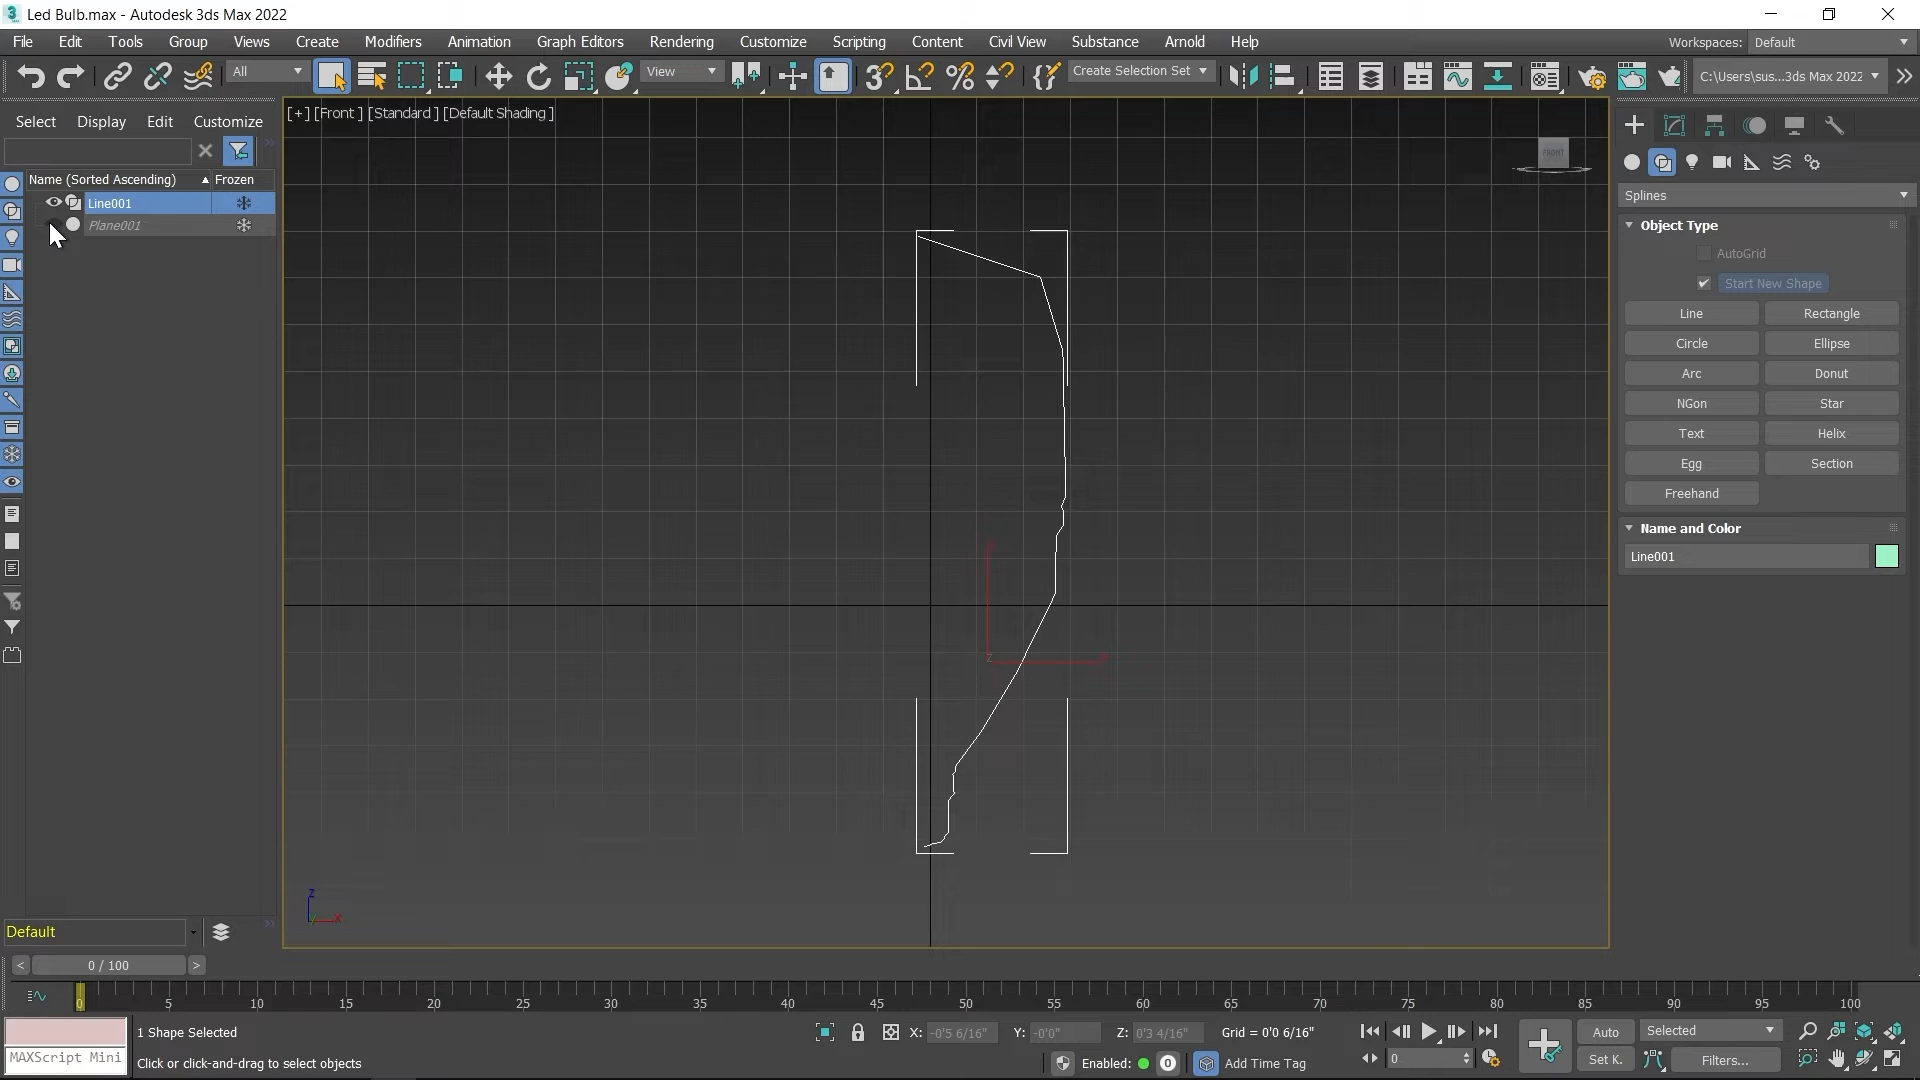 Led Bulb.max - Autodesk 3ds Max 2022
File Edit Tools Group Views Create Modifiers Animation Graph Editors Rendering Customize Scripting Content Civil View Substance Arnold Help Workspaces: Default
All View Create Selection Set C:\Users\sus...3ds Max 2022
Select Display Edit Customize
[+] [Front ] [Standard ] [Default Shading ]
FRONT
Name (Sorted Ascending) Frozen
Line001
Plane001
Splines
Object Type
AutoGrid
Start New Shape
Line Rectangle
Circle Ellipse
Arc Donut
NGon Star
Text Helix
Egg Section
Freehand
Name and Color
Line001
z
z x
Default
< 0 / 100 >
0 5 10 15 20 25 30 35 40 45 50 55 60 65 70 75 80 85 90 95 100
1 Shape Selected X: -0'5 6/16" Y: -0'0" Z: 0'3 4/16" Grid = 0'0 6/16" Auto Selected
MAXScript Mini Click or click-and-drag to select objects Enabled: 0 Add Time Tag 0 Set K. Filters...